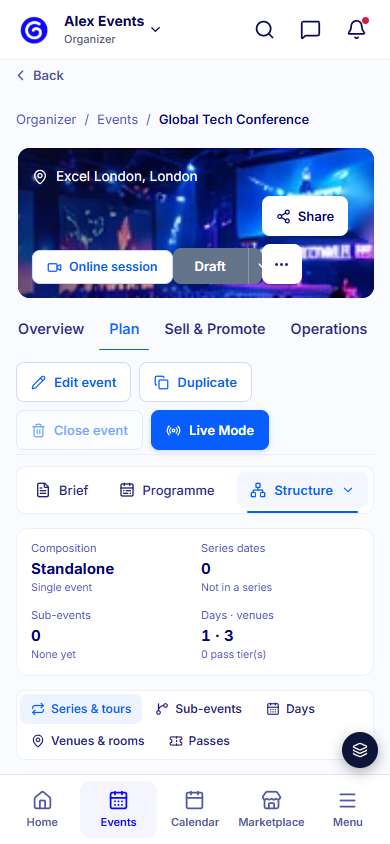 Alex Events
Organizer
Back
Organizer / Events / Global Tech Conference
Excel London, London
Share
Online session
Draft
Overview
Plan
Sell & Promote
Operations
Edit event
Duplicate
Close event
Live Mode
Brief
Programme
Structure
Composition
Standalone
Single event
Series dates
0
Not in a series
Sub-events
0
None yet
Days · venues
1 · 3
0 pass tier(s)
Series & tours
Sub-events
Days
Venues & rooms
Passes
Home
Events
Calendar
Marketplace
Menu